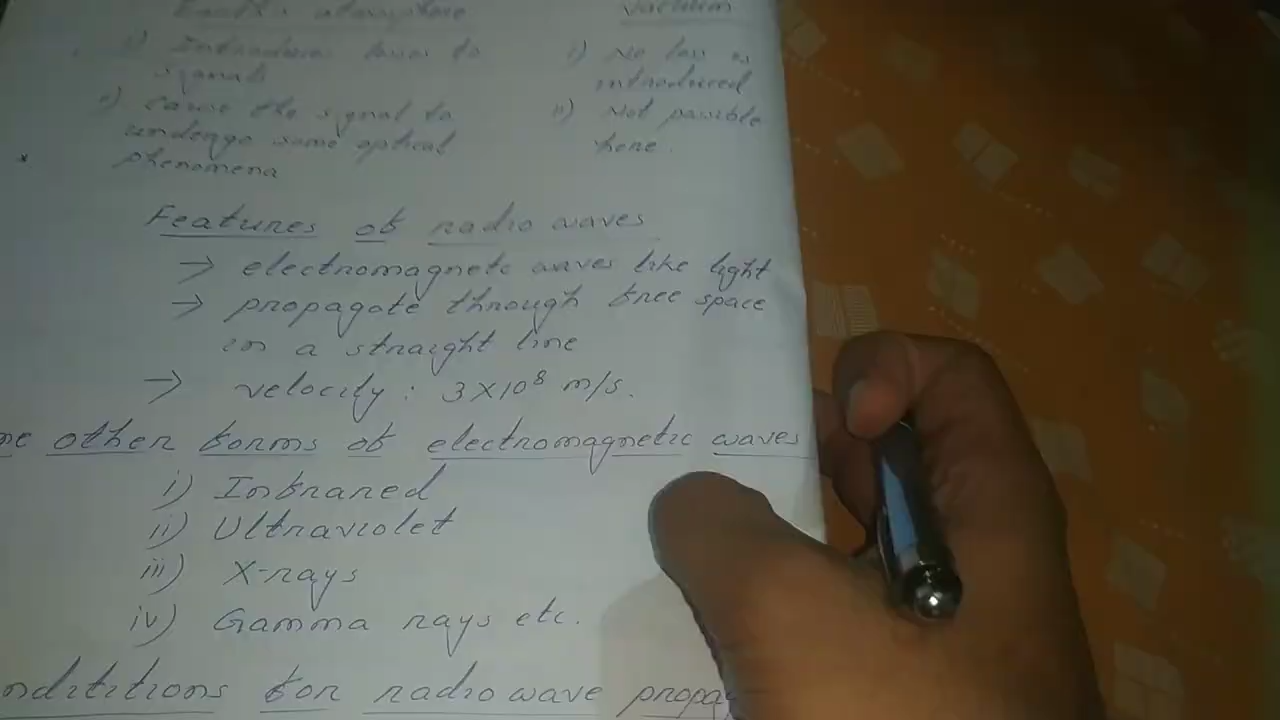 Earth's atmosphere
Vacuum
i) Introduces losses to
signals
i) No loss is
introduced
ii) Cause the signal to
undergo some optical
phenomena
ii) Not possible
here.
Features of radio waves
→ electromagnetic waves like light
→ propagate through free space
in a straight line
→ velocity : 3×10⁸ m/s.
other forms of electromagnetic waves
i) Infrared
ii) Ultraviolet
iii) X-rays
iv) Gamma rays etc.
for radio wave